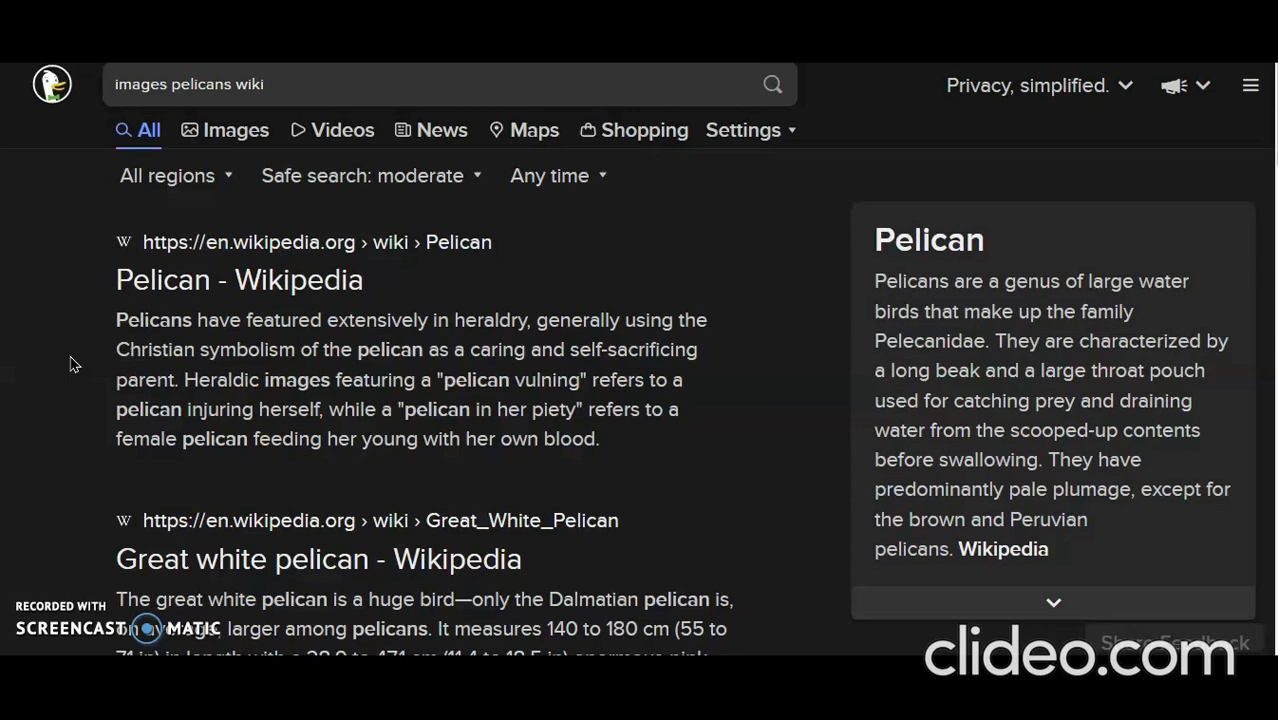 images pelicans wiki
Privacy, simplified.
All
Images
Videos
News
Maps
Shopping
Settings
All regions
Safe search: moderate
Any time
W https://en.wikipedia.org › wiki › Pelican
Pelican - Wikipedia
Pelicans have featured extensively in heraldry, generally using the
Christian symbolism of the pelican as a caring and self-sacrificing
parent. Heraldic images featuring a "pelican vulning" refers to a
pelican injuring herself, while a "pelican in her piety" refers to a
female pelican feeding her young with her own blood.
W https://en.wikipedia.org › wiki › Great_White_Pelican
Great white pelican - Wikipedia
The great white pelican is a huge bird—only the Dalmatian pelican is,
on average, larger among pelicans. It measures 140 to 180 cm (55 to
Pelican
Pelicans are a genus of large water
birds that make up the family
Pelecanidae. They are characterized by
a long beak and a large throat pouch
used for catching prey and draining
water from the scooped-up contents
before swallowing. They have
predominantly pale plumage, except for
the brown and Peruvian
pelicans. Wikipedia
Share Feedback
RECORDED WITH
SCREENCAST MATIC
clideo.com